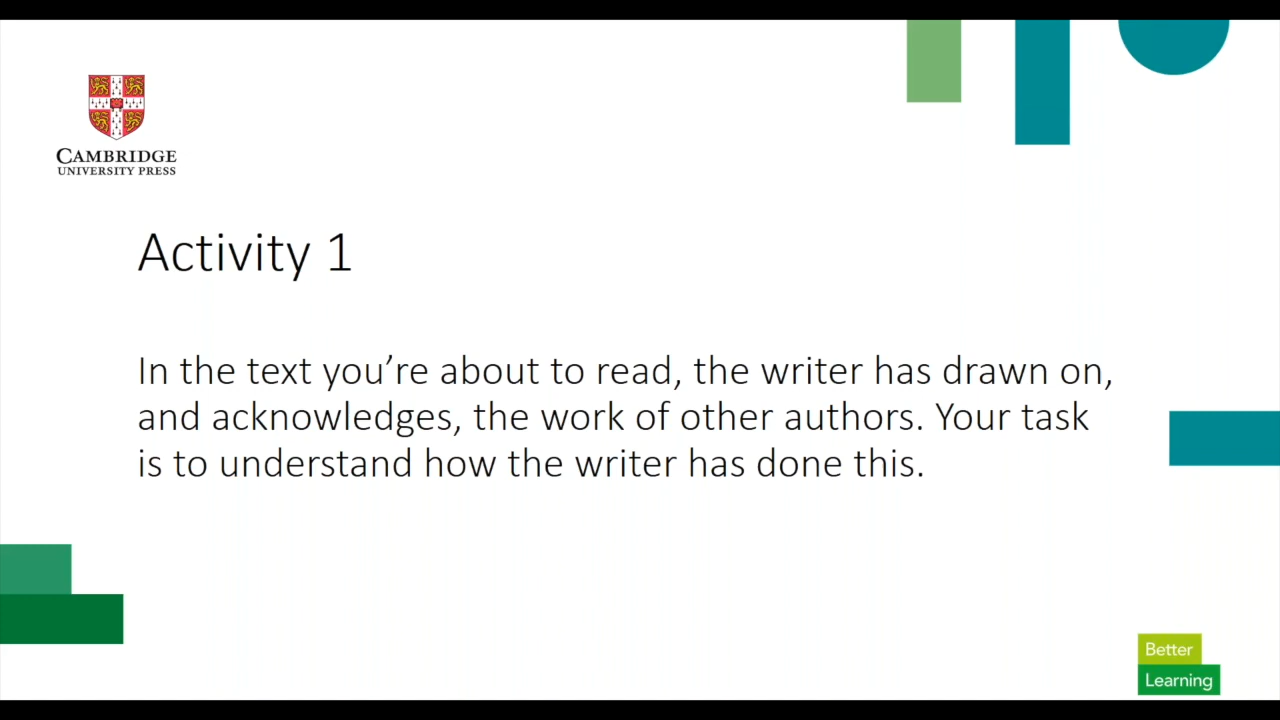 CAMBRIDGE
UNIVERSITY PRESS
Activity 1
In the text you’re about to read, the writer has drawn on,
and acknowledges, the work of other authors. Your task
is to understand how the writer has done this.
Better
Learning